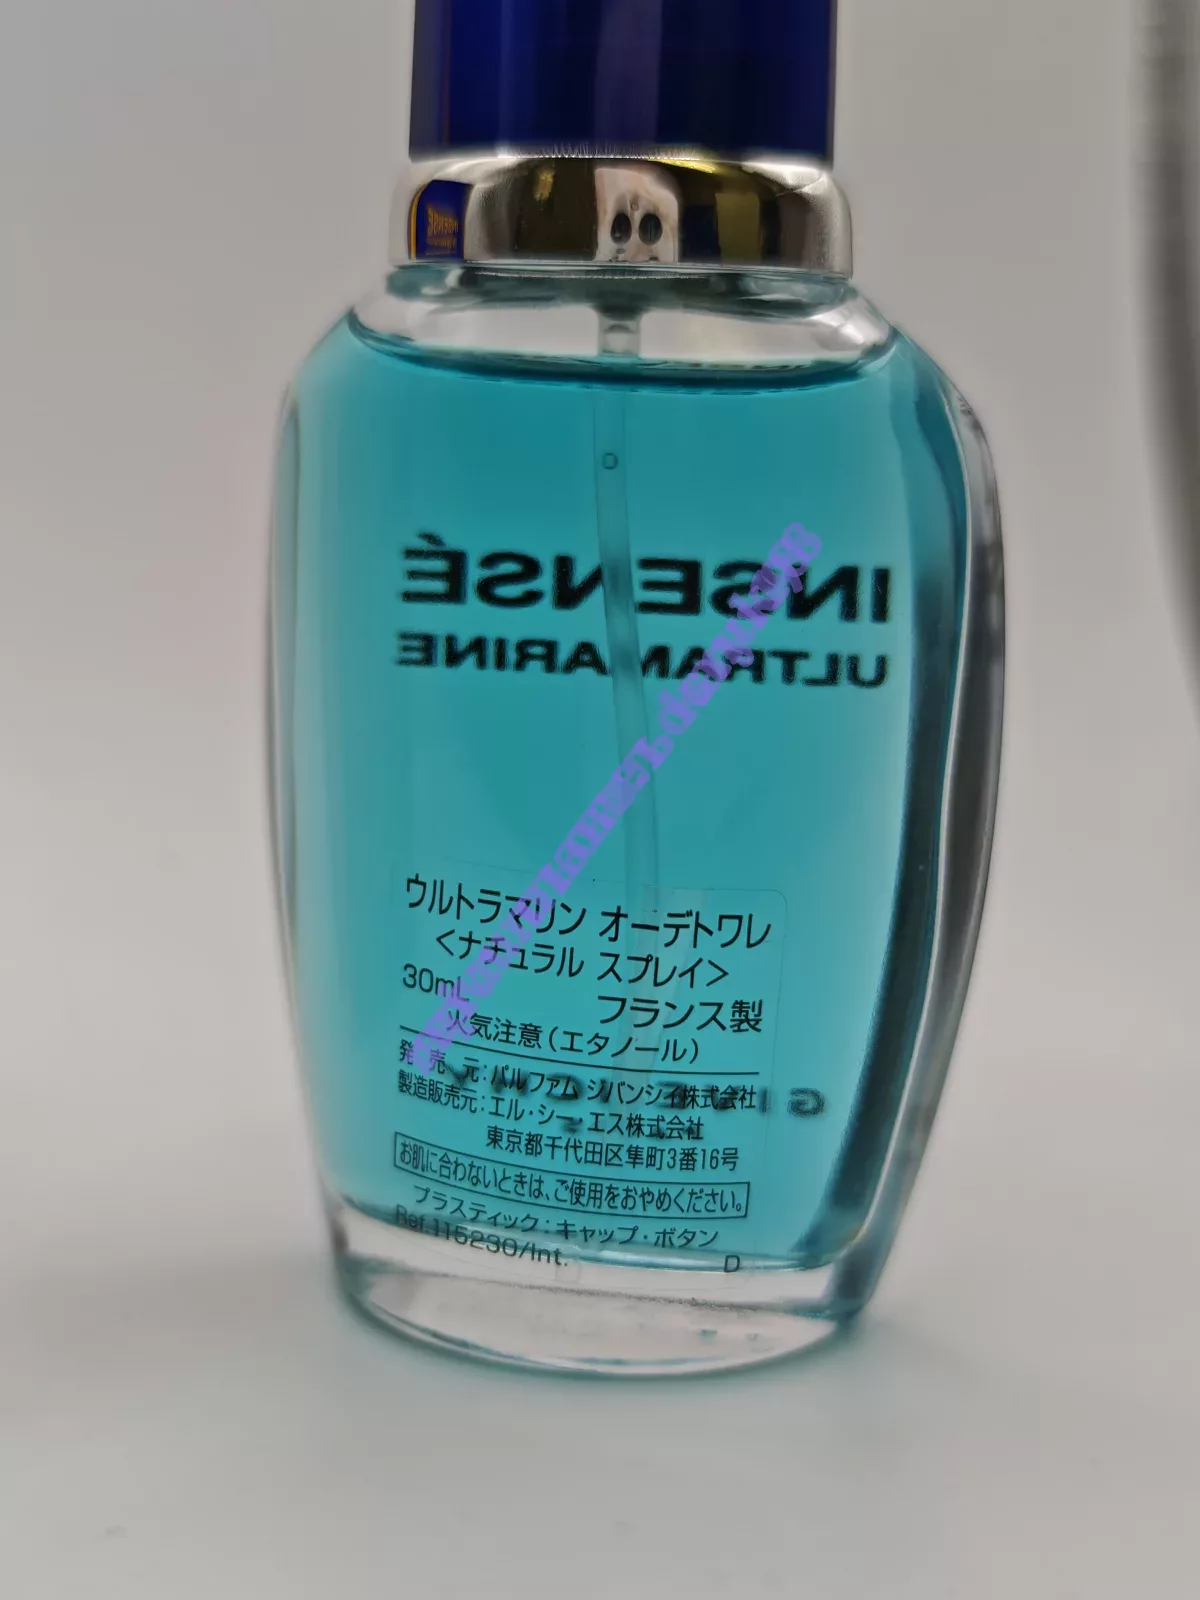 INSENSÉ
ULTRAMARINE
ウルトラマリン オーデトワレ
<ナチュラル スプレイ>
30mL フランス製
火気注意(エタノール)
発売元:パルファム ジバンシイ株式会社
製造販売元:エル・シー・エス株式会社
東京都千代田区隼町3番16号
お肌に合わないときは、ご使用をおやめください。
プラスティック:キャップ・ボタン
Ref.115230/Int. D